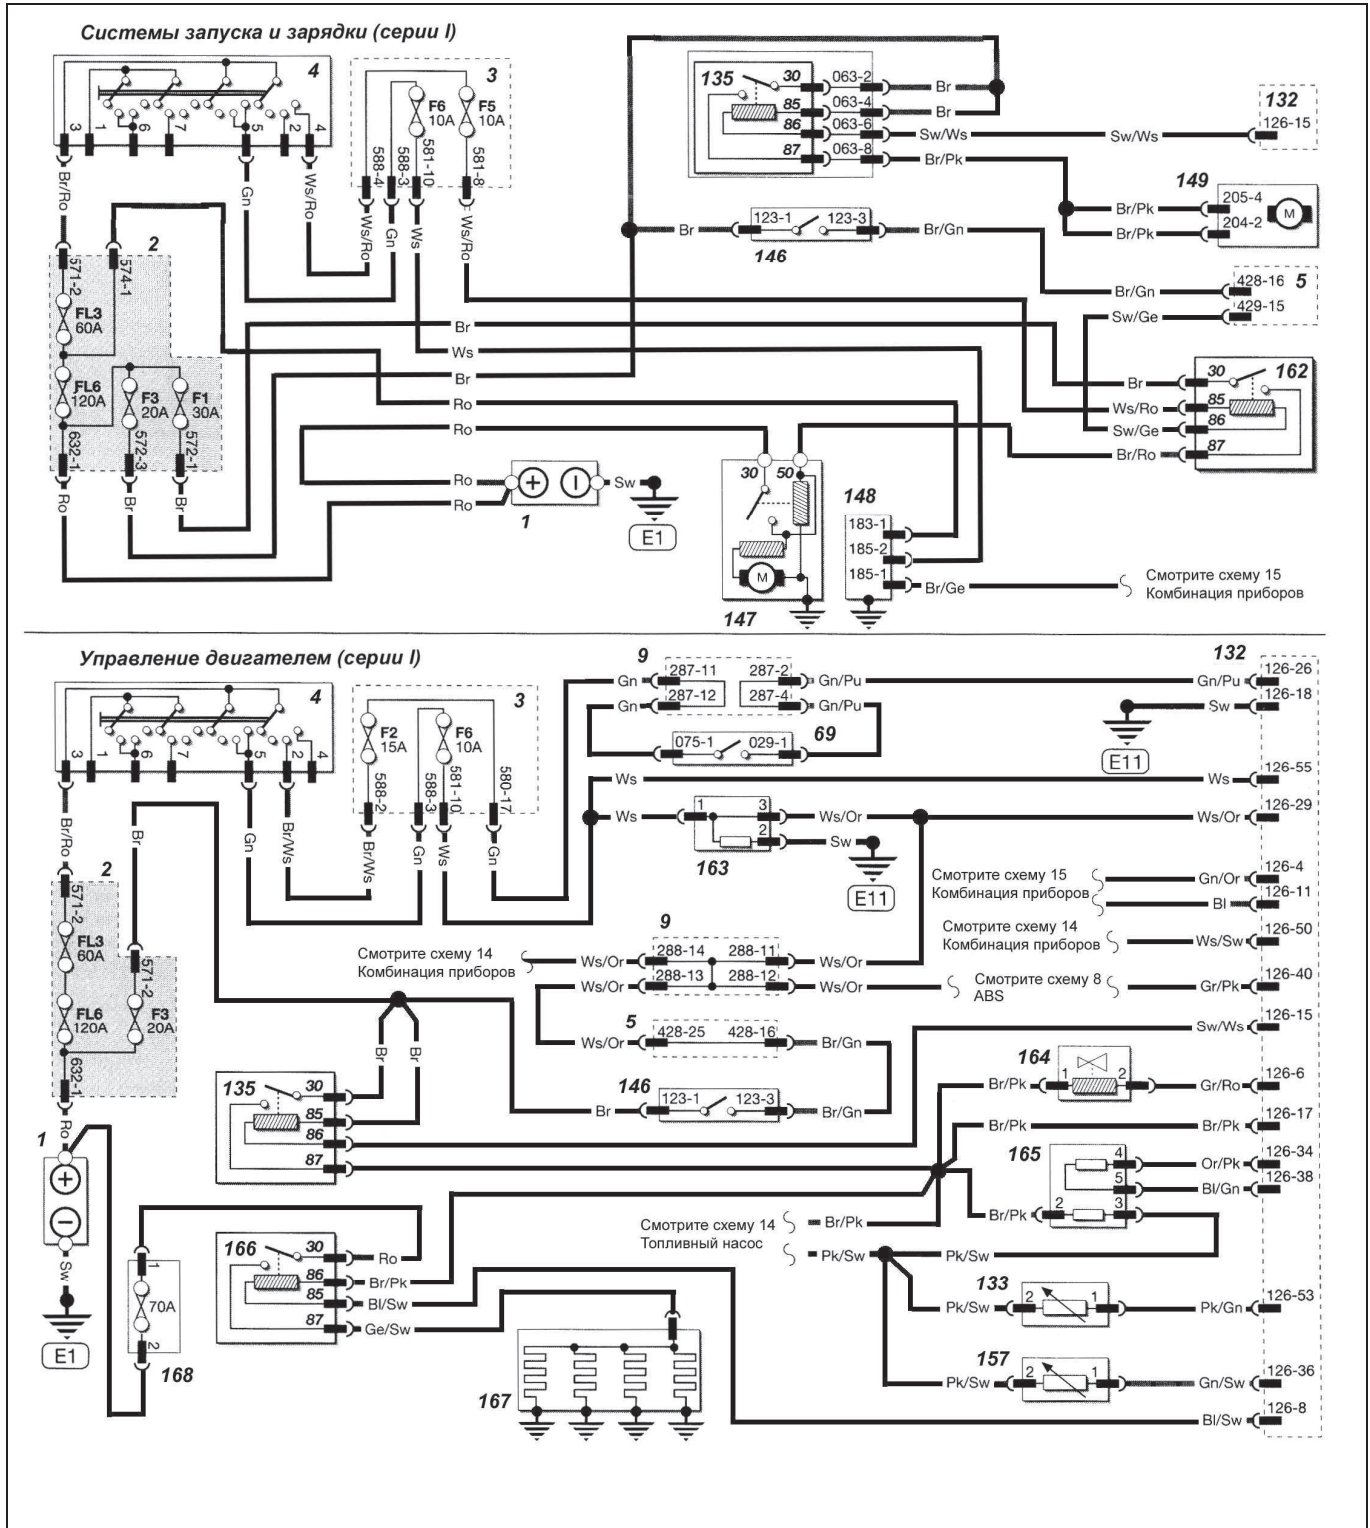 Системы запуска и зарядки (серии I)
4
3
1
6
7
5
2
4
3
F6
10A
F5
10A
588-4
588-3
581-10
581-8
Br/Ro
Gn
Ws/Ro
Ws/Ro
Gn
Ws
Ws/Ro
2
571-2
574-1
FL3
60A
FL6
120A
F3
20A
F1
30A
632-1
572-3
572-1
Ro
Br
Br
Br
Ws
Br
Ro
Ro
Ro
Ro
1
Sw
E1
135
30
063-2
Br
85
063-4
Br
86
063-6
Sw/Ws
Sw/Ws
87
063-8
Br/Pk
132
126-15
149
Br/Pk
205-4
M
Br/Pk
204-2
Br
123-1
123-3
Br/Gn
146
Br/Gn
428-16
5
429-15
Sw/Ge
Br
30
162
Ws/Ro
85
Sw/Ge
86
Br/Ro
87
30
50
M
147
148
183-1
185-2
185-1
Br/Ge
Смотрите схему 15
Комбинация приборов
Управление двигателем (серии I)
4
3
1
6
7
5
2
4
3
F2
15A
F6
10A
588-2
588-3
581-10
580-17
Br/Ro
Br
Gn
Br/Ws
Br/Ws
Gn
Ws
Gn
2
571-2
571-2
FL3
60A
FL6
120A
F3
20A
632-1
Ro
1
Sw
E1
1
70A
2
168
9
Gn
287-11
287-2
Gn/Pu
Gn
287-12
287-4
Gn/Pu
075-1
029-1
69
132
Gn/Pu
126-26
Sw
126-18
E11
Ws
Ws
126-55
Ws
1
3
2
Ws/Or
Sw
163
E11
Ws/Or
126-29
Смотрите схему 15
Комбинация приборов
Gn/Or
126-4
Bl
126-11
Смотрите схему 14
Комбинация приборов
Ws/Sw
126-50
Смотрите схему 14
Комбинация приборов
9
Ws/Or
288-14
288-11
Ws/Or
Ws/Or
288-13
288-12
Ws/Or
Смотрите схему 8
ABS
Gr/Pk
126-40
5
Ws/Or
428-25
428-16
Br/Gn
Sw/Ws
126-15
Br
Br
135
30
85
86
87
146
Br
123-1
123-3
Br/Gn
164
Br/Pk
1
2
Gr/Ro
126-6
Br/Pk
Br/Pk
126-17
165
4
Or/Pk
126-34
5
Bl/Gn
126-38
Br/Pk
2
3
Смотрите схему 14
Топливный насос
Br/Pk
Pk/Sw
Pk/Sw
166
30
Ro
86
Br/Pk
85
Bl/Sw
87
Ge/Sw
167
133
Pk/Sw
2
1
Pk/Gn
126-53
157
Pk/Sw
2
1
Gn/Sw
126-36
Bl/Sw
126-8